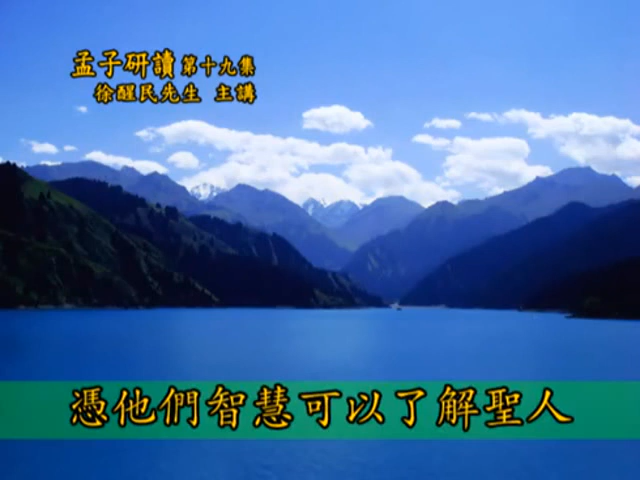 孟子研讀 第十九集
徐醒民先生 主講
憑他們智慧可以了解聖人